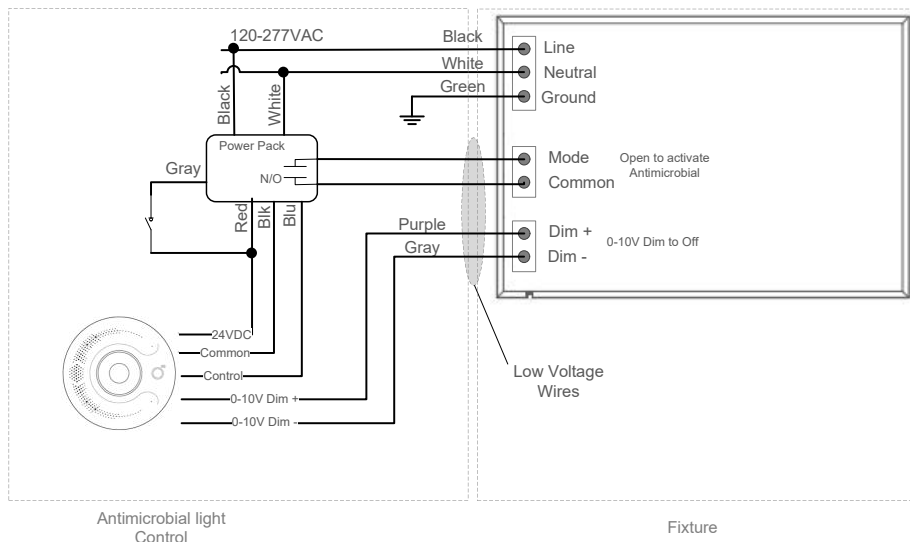 120-277VAC
Black
Line
White
Neutral
Green
Ground
Black
White
Power Pack
N/O
Gray
Red
Blk
Blu
Mode
Common
Open to activate
Antimicrobial
Purple
Dim +
Gray
Dim -
0-10V Dim to Off
24VDC
Common
Control
0-10V Dim +
0-10V Dim -
Low Voltage
Wires
Antimicrobial light
Control
Fixture